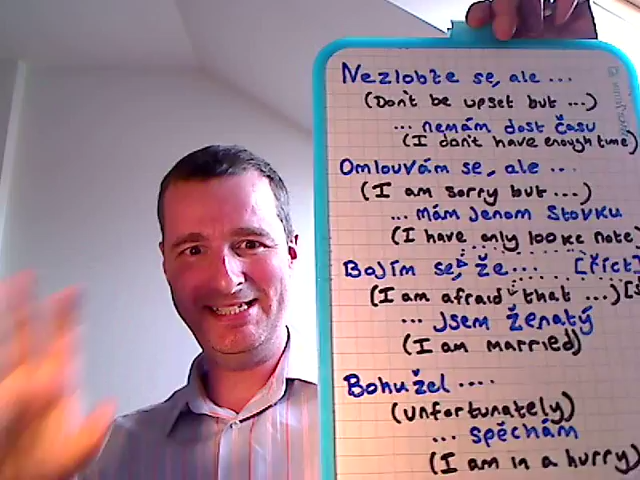 Nezlobte se, ale ...
(Don't be upset but ...)
... nemám dost času
(I don't have enough time)
Omlouvám se, ale ...
(I am sorry but ...)
... mám jenom stovku
(I have only 100 kc note)
Bojím se, že ... [říct]
(I am afraid that ...) [s
... jsem ženatý
(I am married)
Bohužel ....
(unfortunately)
... spěchám
(I am in a hurry)